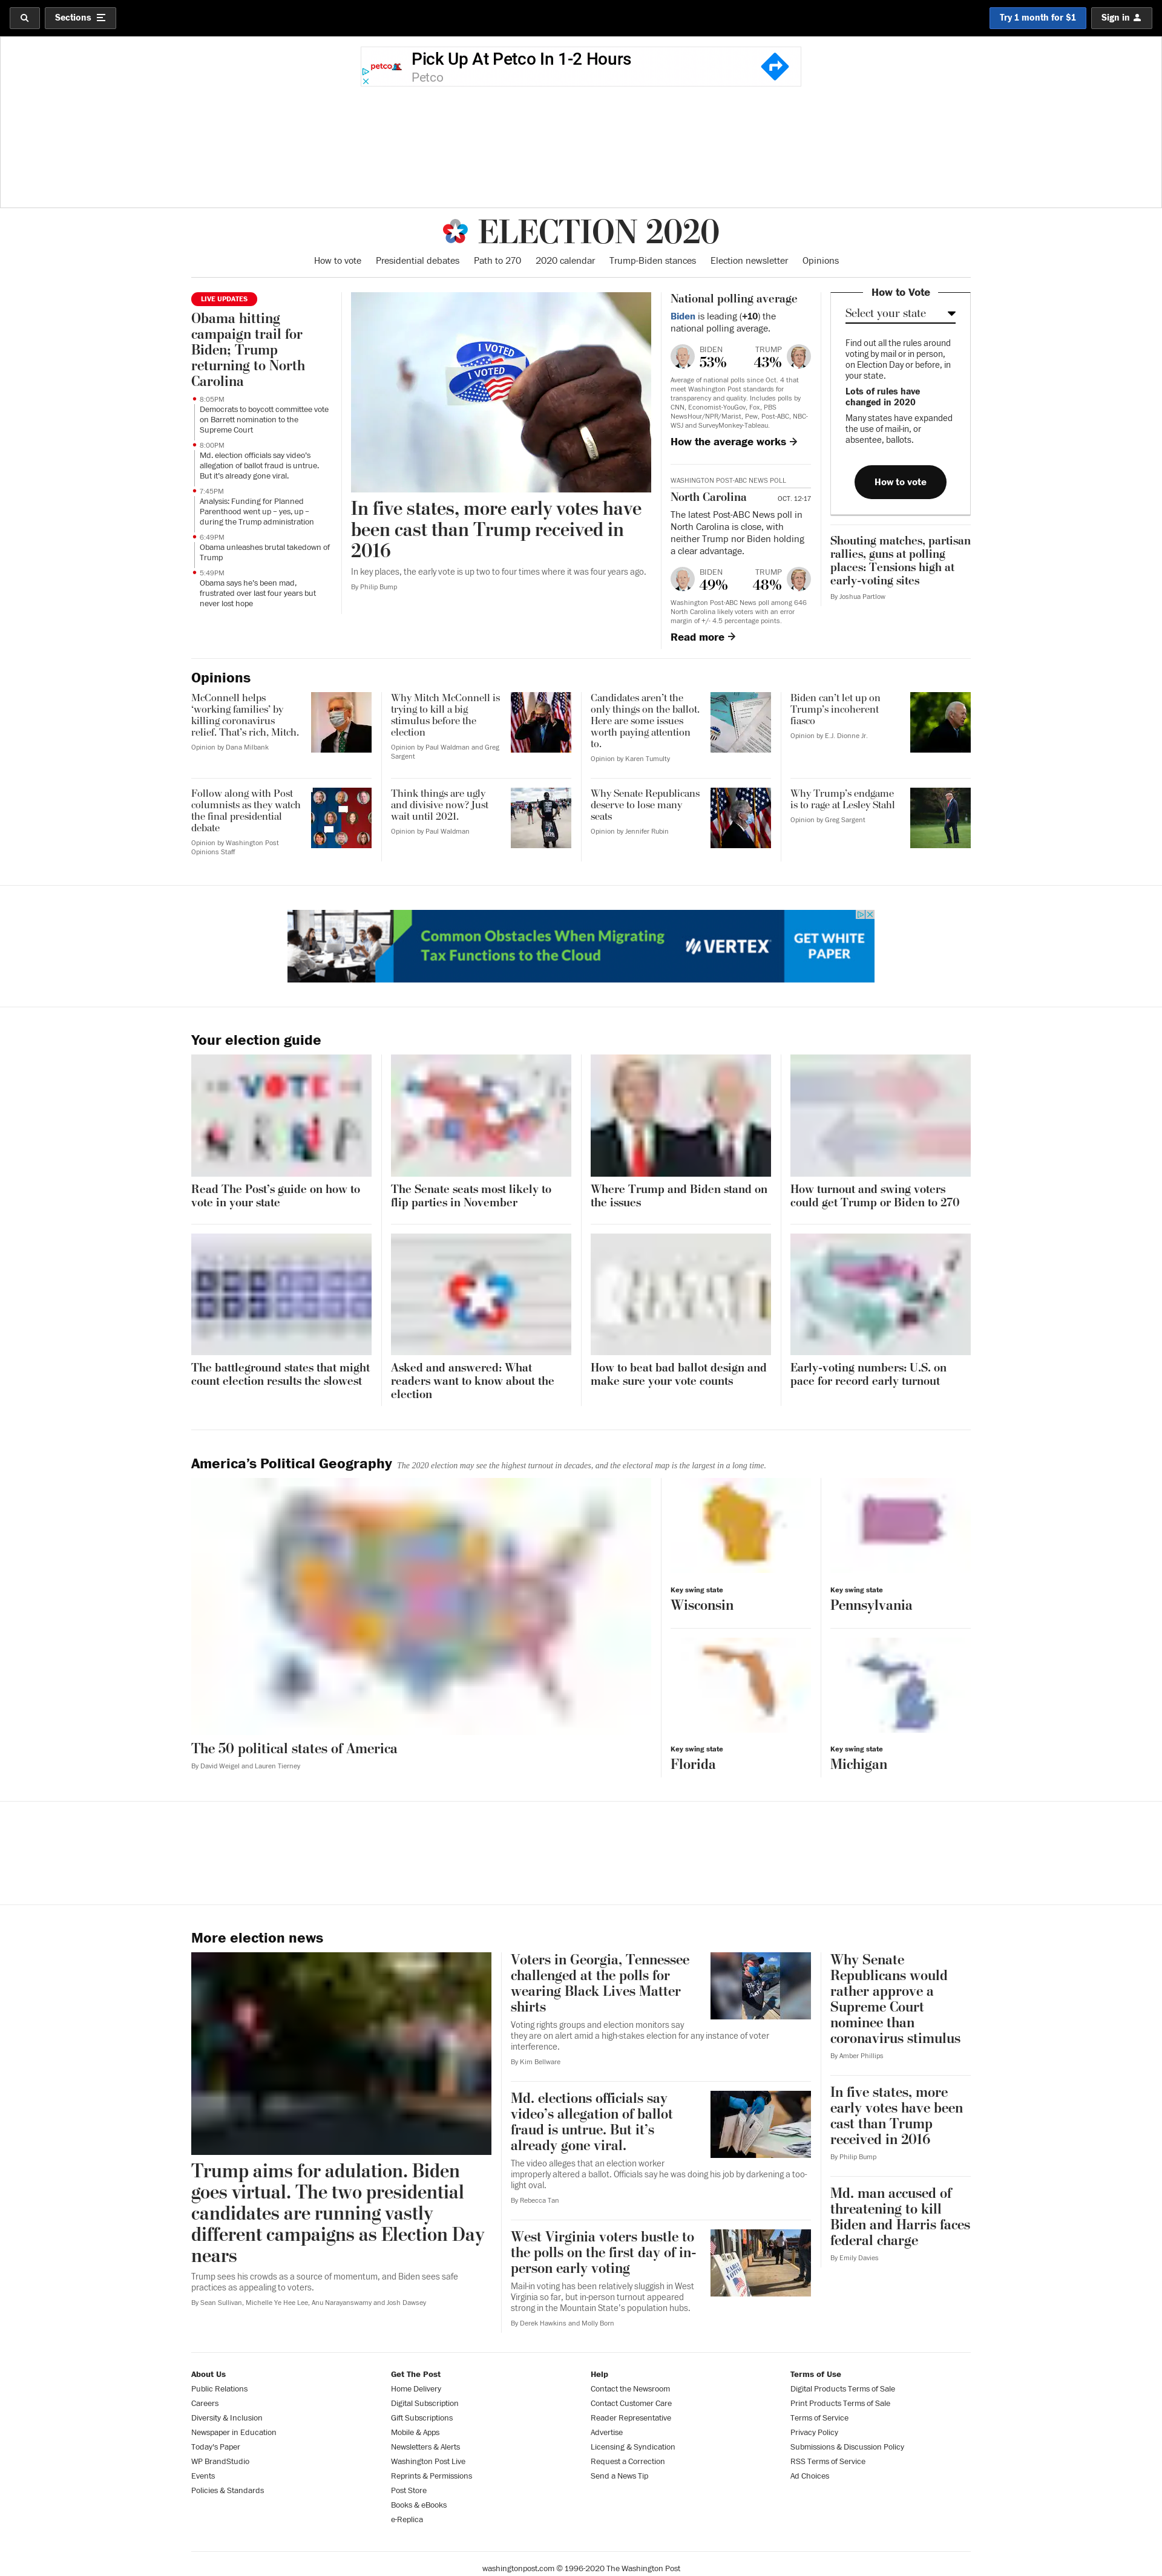 Sections
Try 1 month for $1
Sign in
petco
Pick Up At Petco In 1-2 Hours
Petco
ELECTION 2020
How to vote
Presidential debates
Path to 270
2020 calendar
Trump-Biden stances
Election newsletter
Opinions
LIVE UPDATES
Obama hitting
campaign trail for
Biden; Trump
returning to North
Carolina
8:05PM
Democrats to boycott committee vote
on Barrett nomination to the
Supreme Court
8:00PM
Md. election officials say video's
allegation of ballot fraud is untrue.
But it's already gone viral.
7:45PM
Analysis: Funding for Planned
Parenthood went up – yes, up –
during the Trump administration
6:49PM
Obama unleashes brutal takedown of
Trump
5:49PM
Obama says he's been mad,
frustrated over last four years but
never lost hope
I VOTED
I VOTED
In five states, more early votes have
been cast than Trump received in
2016
In key places, the early vote is up two to four times where it was four years ago.
By Philip Bump
National polling average
Biden is leading (+10) the
national polling average.
BIDEN
53%
TRUMP
43%
Average of national polls since Oct. 4 that
meet Washington Post standards for
transparency and quality. Includes polls by
CNN, Economist-YouGov, Fox, PBS
NewsHour/NPR/Marist, Pew, Post-ABC, NBC-
WSJ and SurveyMonkey-Tableau.
How the average works →
WASHINGTON POST-ABC NEWS POLL
North Carolina
OCT. 12-17
The latest Post-ABC News poll in
North Carolina is close, with
neither Trump nor Biden holding
a clear advantage.
BIDEN
49%
TRUMP
48%
Washington Post-ABC News poll among 646
North Carolina likely voters with an error
margin of +/- 4.5 percentage points.
Read more →
How to Vote
Select your state
Find out all the rules around
voting by mail or in person,
on Election Day or before, in
your state.
Lots of rules have
changed in 2020
Many states have expanded
the use of mail-in, or
absentee, ballots.
How to vote
Shouting matches, partisan
rallies, guns at polling
places: Tensions high at
early-voting sites
By Joshua Partlow
Opinions
McConnell helps
‘working families’ by
killing coronavirus
relief. That’s rich, Mitch.
Opinion by Dana Milbank
Why Mitch McConnell is
trying to kill a big
stimulus before the
election
Opinion by Paul Waldman and Greg
Sargent
Candidates aren’t the
only things on the ballot.
Here are some issues
worth paying attention
to.
Opinion by Karen Tumulty
Biden can’t let up on
Trump’s incoherent
fiasco
Opinion by E.J. Dionne Jr.
Follow along with Post
columnists as they watch
the final presidential
debate
Opinion by Washington Post
Opinions Staff
Think things are ugly
and divisive now? Just
wait until 2021.
Opinion by Paul Waldman
Why Senate Republicans
deserve to lose many
seats
Opinion by Jennifer Rubin
Why Trump’s endgame
is to rage at Lesley Stahl
Opinion by Greg Sargent
Common Obstacles When Migrating
Tax Functions to the Cloud
VERTEX
GET WHITE
PAPER
Your election guide
VOTE
Read The Post’s guide on how to
vote in your state
The Senate seats most likely to
flip parties in November
Where Trump and Biden stand on
the issues
How turnout and swing voters
could get Trump or Biden to 270
The battleground states that might
count election results the slowest
Asked and answered: What
readers want to know about the
election
How to beat bad ballot design and
make sure your vote counts
Early-voting numbers: U.S. on
pace for record early turnout
America’s Political Geography
The 2020 election may see the highest turnout in decades, and the electoral map is the largest in a long time.
The 50 political states of America
By David Weigel and Lauren Tierney
Key swing state
Wisconsin
Key swing state
Pennsylvania
Key swing state
Florida
Key swing state
Michigan
More election news
Trump aims for adulation. Biden
goes virtual. The two presidential
candidates are running vastly
different campaigns as Election Day
nears
Trump sees his crowds as a source of momentum, and Biden sees safe
practices as appealing to voters.
By Sean Sullivan, Michelle Ye Hee Lee, Anu Narayanswamy and Josh Dawsey
Voters in Georgia, Tennessee
challenged at the polls for
wearing Black Lives Matter
shirts
Voting rights groups and election monitors say
they are on alert amid a high-stakes election for any instance of voter
interference.
By Kim Bellware
Md. elections officials say
video’s allegation of ballot
fraud is untrue. But it’s
already gone viral.
The video alleges that an election worker
improperly altered a ballot. Officials say he was doing his job by darkening a too-
light oval.
By Rebecca Tan
West Virginia voters bustle to
the polls on the first day of in-
person early voting
Mail-in voting has been relatively sluggish in West
Virginia so far, but in-person turnout appeared
strong in the Mountain State’s population hubs.
By Derek Hawkins and Molly Born
Why Senate
Republicans would
rather approve a
Supreme Court
nominee than
coronavirus stimulus
By Amber Phillips
In five states, more
early votes have been
cast than Trump
received in 2016
By Philip Bump
Md. man accused of
threatening to kill
Biden and Harris faces
federal charge
By Emily Davies
About Us
Public Relations
Careers
Diversity & Inclusion
Newspaper in Education
Today's Paper
WP BrandStudio
Events
Policies & Standards
Get The Post
Home Delivery
Digital Subscription
Gift Subscriptions
Mobile & Apps
Newsletters & Alerts
Washington Post Live
Reprints & Permissions
Post Store
Books & eBooks
e-Replica
Help
Contact the Newsroom
Contact Customer Care
Reader Representative
Advertise
Licensing & Syndication
Request a Correction
Send a News Tip
Terms of Use
Digital Products Terms of Sale
Print Products Terms of Sale
Terms of Service
Privacy Policy
Submissions & Discussion Policy
RSS Terms of Service
Ad Choices
washingtonpost.com © 1996-2020 The Washington Post